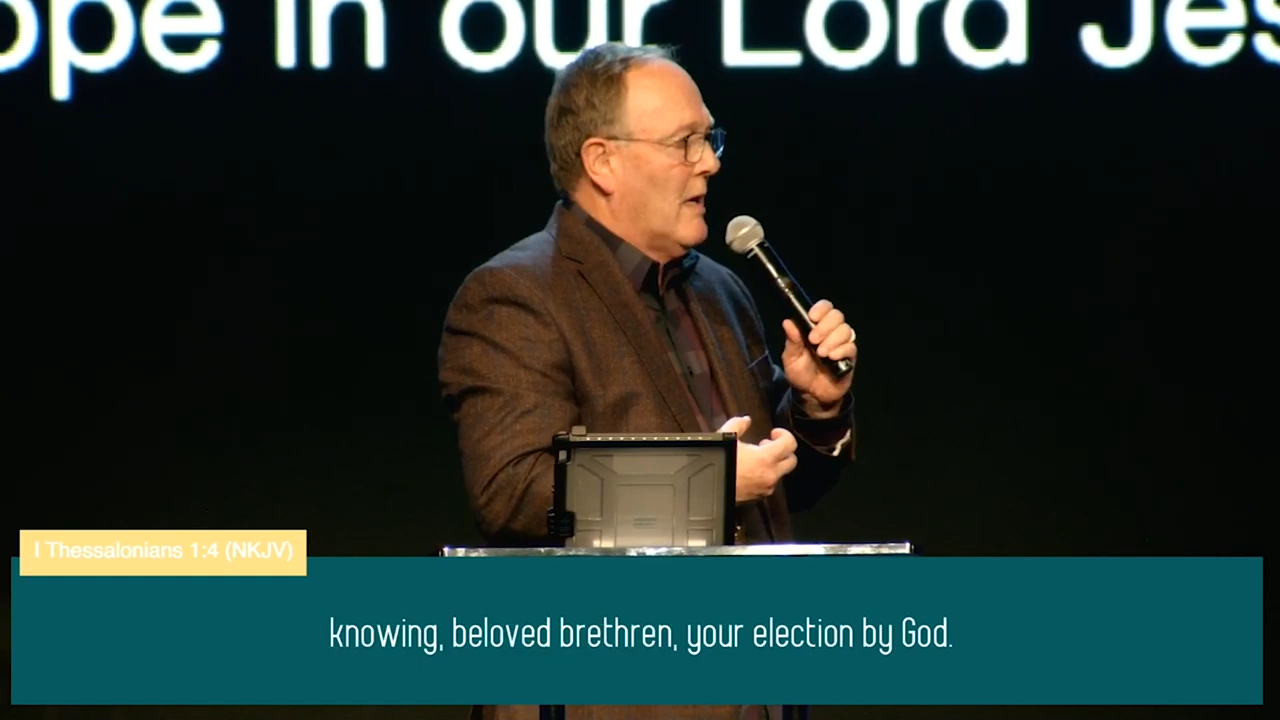 ope in our Lord Jes
I Thessalonians 1:4 (NKJV)
knowing, beloved brethren, your election by God.